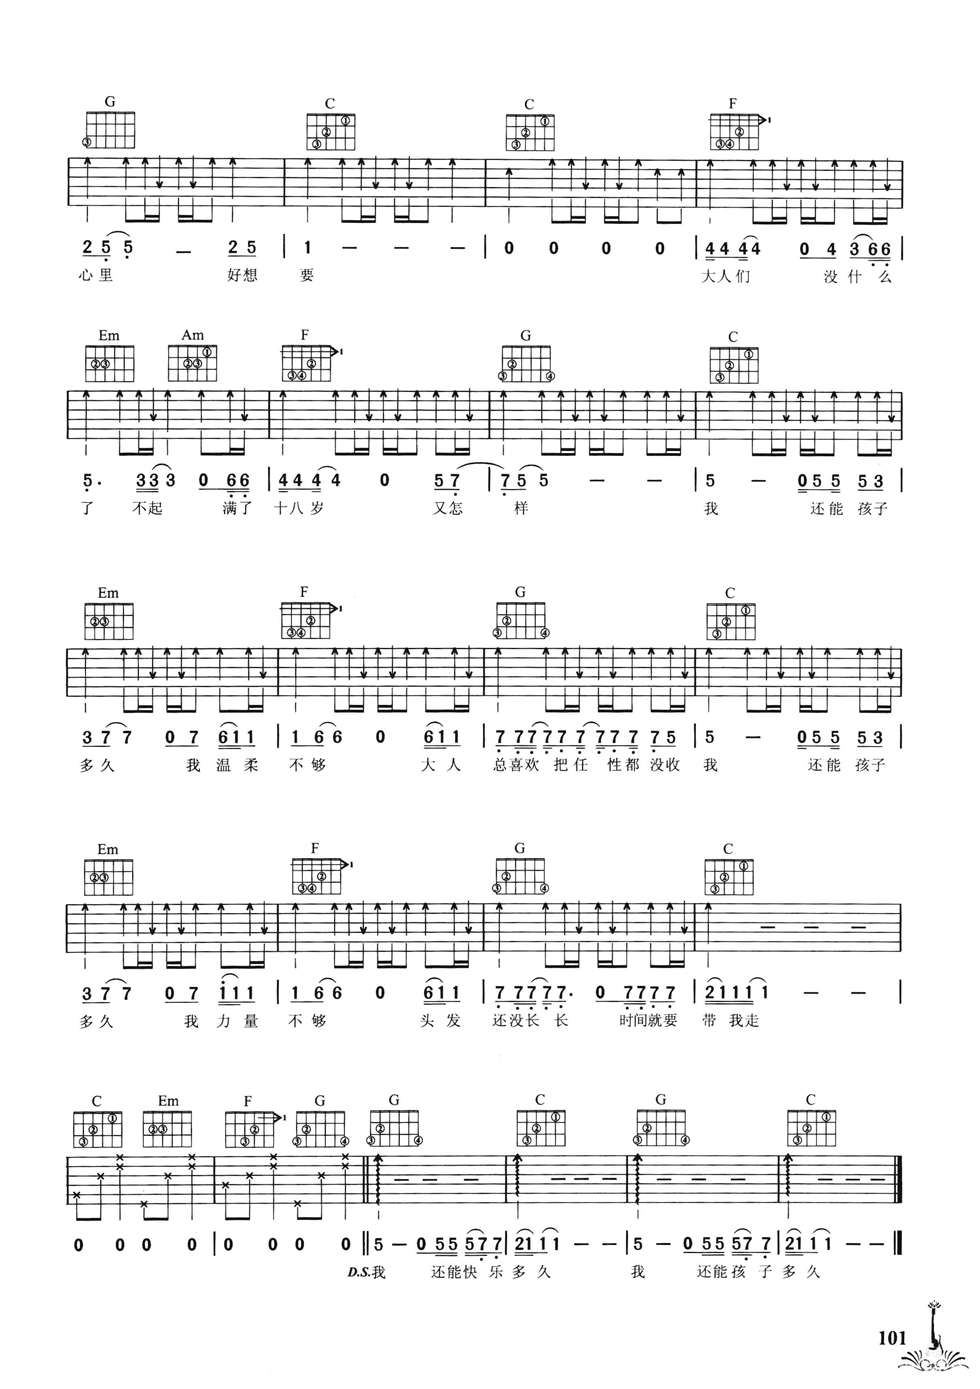 G C C F
2 5 5 — 2 5 | 1 — — — | 0 0 0 0 | 4 4 4 4 0 4 3 6 6 |
心里 好想 要 大人们 没什么
Em Am F G C
5. 3 3 3 0 6 6 | 4 4 4 4 0 5 7 | 7 5 5 — — | 5 — 0 5 5 5 3 |
了 不起 满了 十八岁 又怎 样 我 还能 孩子
Em F G C
3 7 7 0 7 6 1 1 | 1 6 6 0 6 1 1 | 7 7 7 7 7 7 7 7 7 7 5 | 5 — 0 5 5 5 3 |
多久 我 温柔 不够 大人 总喜欢 把任 性都 没收 我 还能 孩子
Em F G C
3 7 7 0 7 1 1 1 | 1 6 6 0 6 1 1 | 7 7 7 7 7. 0 7 7 7 7 | 2 1 1 1 1 — — |
多久 我 力量 不够 头发 还没长长 时间就要 带我走
C Em F G G C G C
0 0 0 0 | 0 0 0 0 || 5 — 0 5 5 5 7 7 | 2 1 1 1 — — | 5 — 0 5 5 5 7 7 | 2 1 1 1 — — ||
D.S.我 还能快乐多久 我 还能孩子多久
101